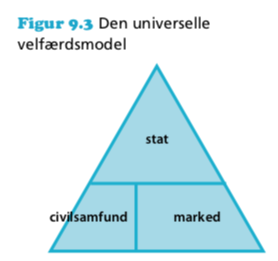 Figur 9.3 Den universelle
velfærdsmodel
stat
civilsamfund marked